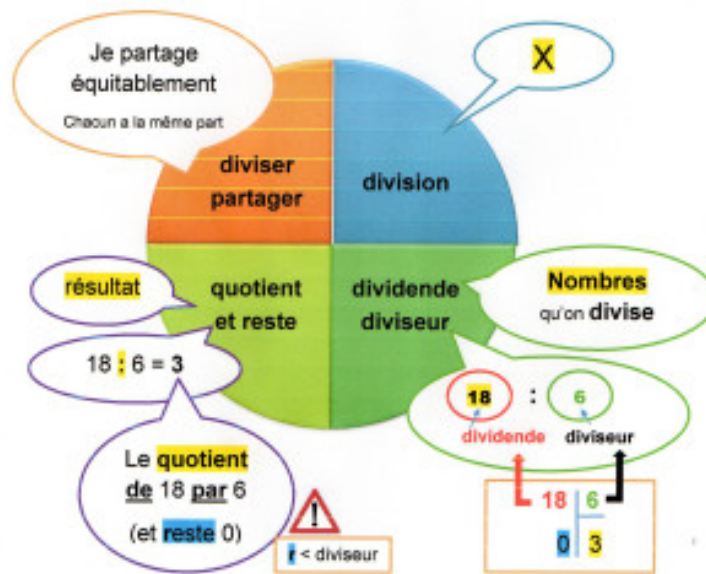 Je partage
équitablement
Chacun a la même part
X
diviser
partager
division
résultat
quotient
et reste
dividende
diviseur
Nombres
qu'on divise
18 : 6 = 3
18 : 6
dividende diviseur
Le quotient
de 18 par 6
(et reste 0)
r < diviseur
18 6
0 3